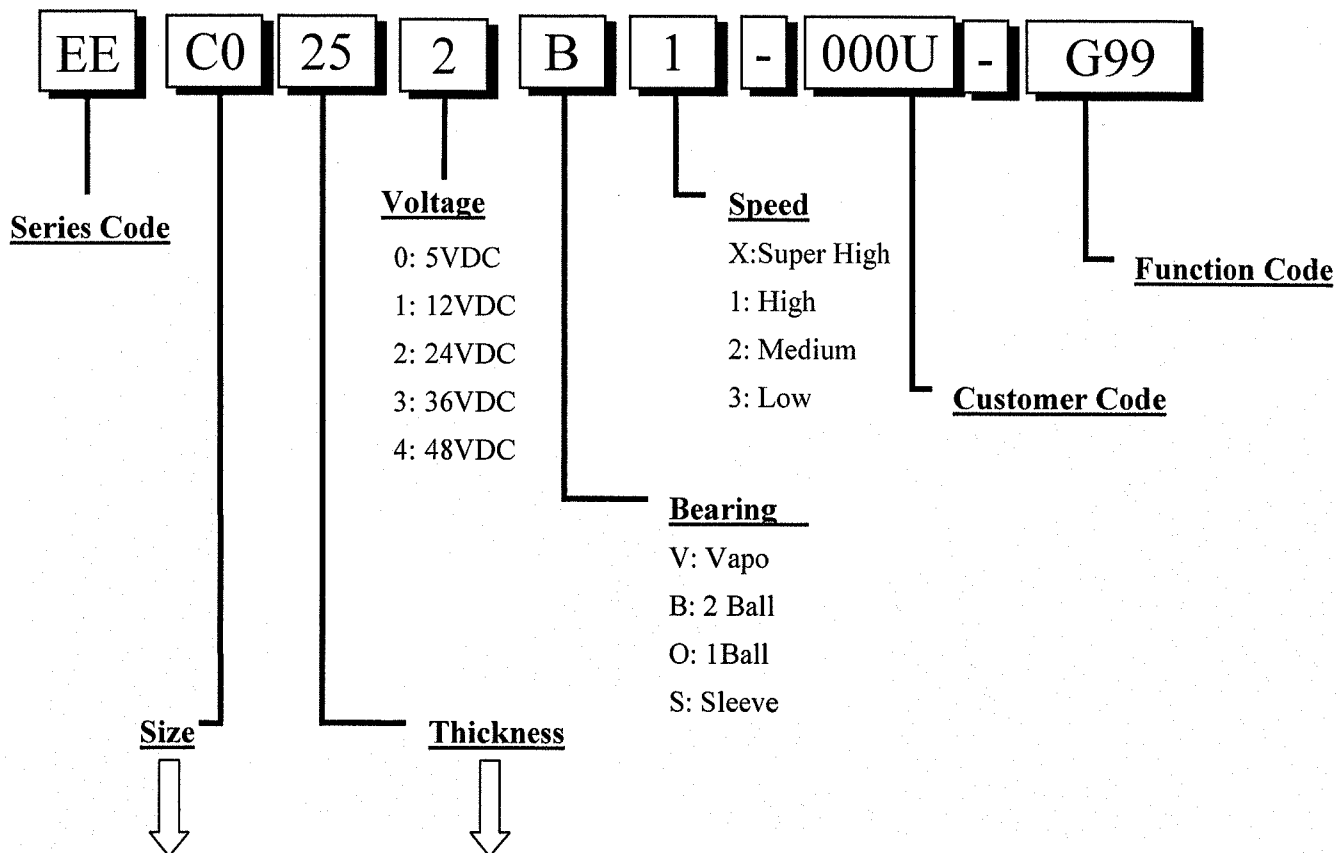 EE C0 25 2 B 1 - 000U - G99
Series Code
Voltage
0: 5VDC
1: 12VDC
2: 24VDC
3: 36VDC
4: 48VDC
Speed
X:Super High
1: High
2: Medium
3: Low
Function Code
Customer Code
Bearing
V: Vapo
B: 2 Ball
O: 1Ball
S: Sleeve
Size
Thickness